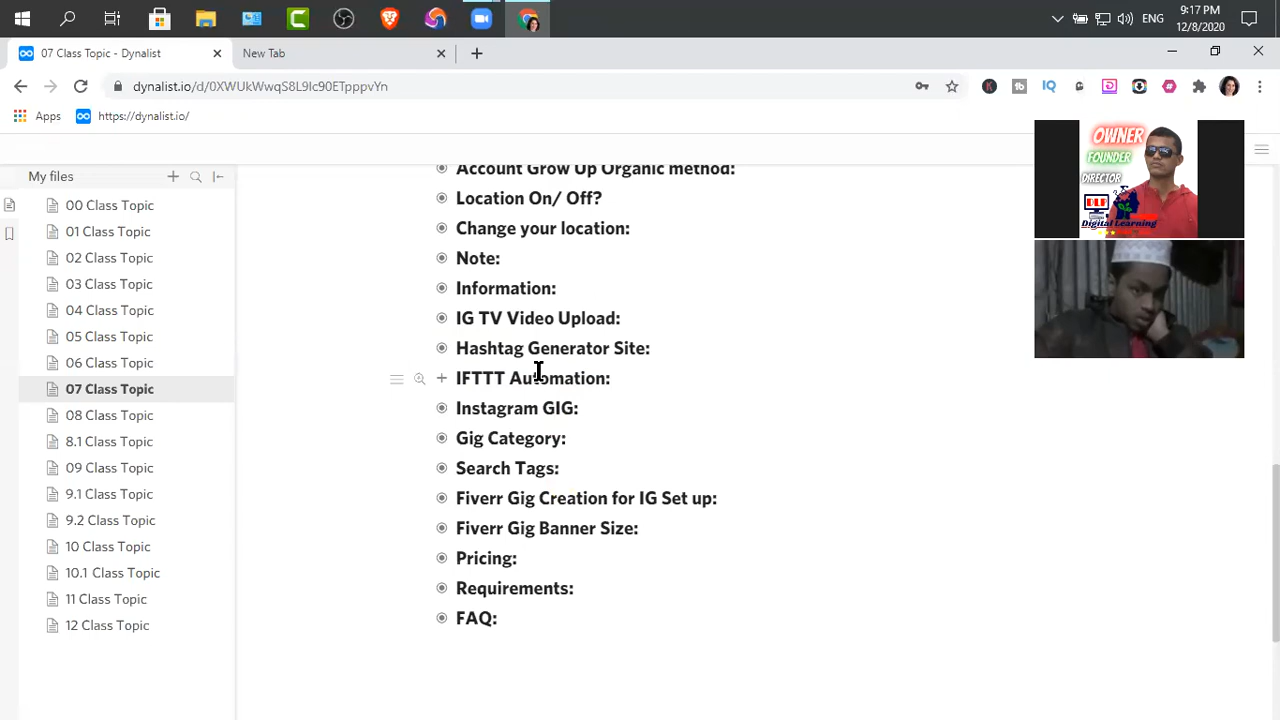 9:17 PM
ENG
12/8/2020
07 Class Topic - Dynalist
New Tab
dynalist.io/d/0XWUkWwqS8L9Ic90ETpppvYn
Apps
https://dynalist.io/
My files
00 Class Topic
01 Class Topic
02 Class Topic
03 Class Topic
04 Class Topic
05 Class Topic
06 Class Topic
07 Class Topic
08 Class Topic
8.1 Class Topic
09 Class Topic
9.1 Class Topic
9.2 Class Topic
10 Class Topic
10.1 Class Topic
11 Class Topic
12 Class Topic
Account Grow Up Organic method:
Location On/ Off?
Change your location:
Note:
Information:
IG TV Video Upload:
Hashtag Generator Site:
IFTTT Automation:
Instagram GIG:
Gig Category:
Search Tags:
Fiverr Gig Creation for IG Set up:
Fiverr Gig Banner Size:
Pricing:
Requirements:
FAQ:
OWNER
FOUNDER
DIRECTOR
Digital Learning